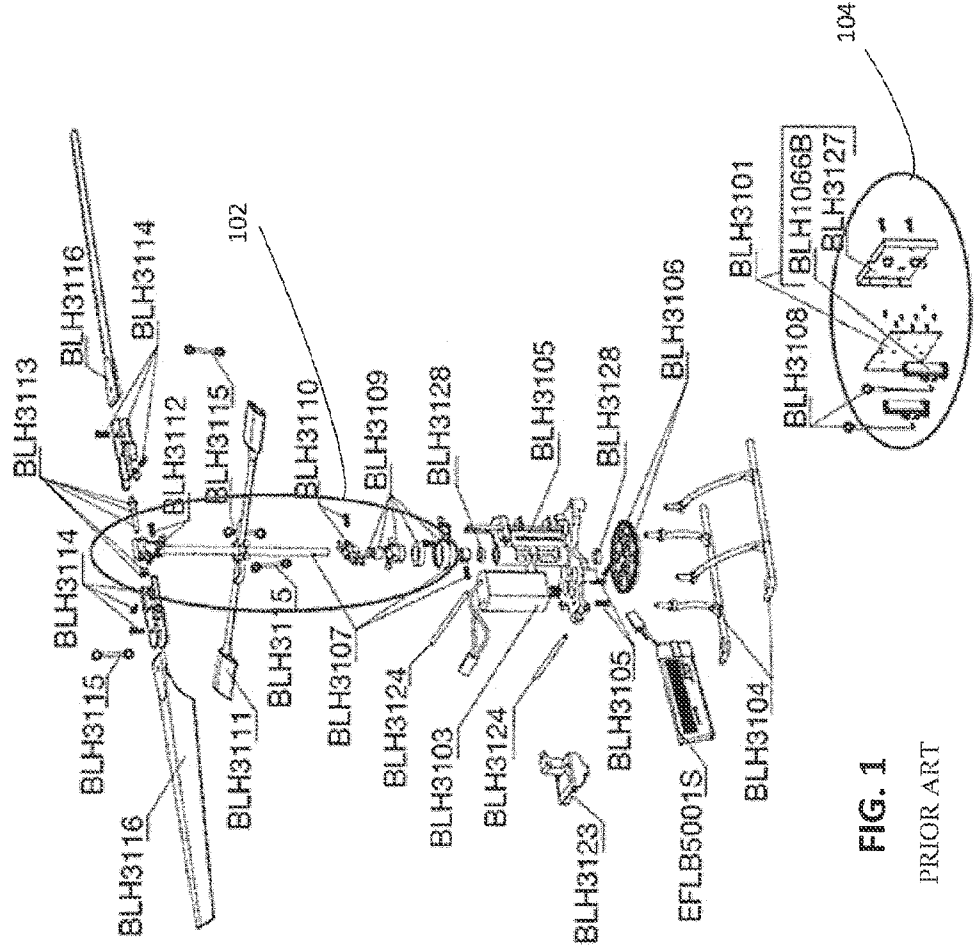 BLH3113
BLH3116
BLH3114
BLH3114
BLH3112
BLH3115
102
BLH3115
BLH3110
BLH3109
BLH3128
BLH3105
BLH3128
BLH3106
BLH3101
BLH1066B
BLH3127
104
BLH3108
BLH3116
BLH3111
BLH3115
BLH3107
BLH3124
BLH3103
BLH3124
BLH3123
BLH3105
EFLB5001S
BLH3104
FIG. 1
PRIOR ART